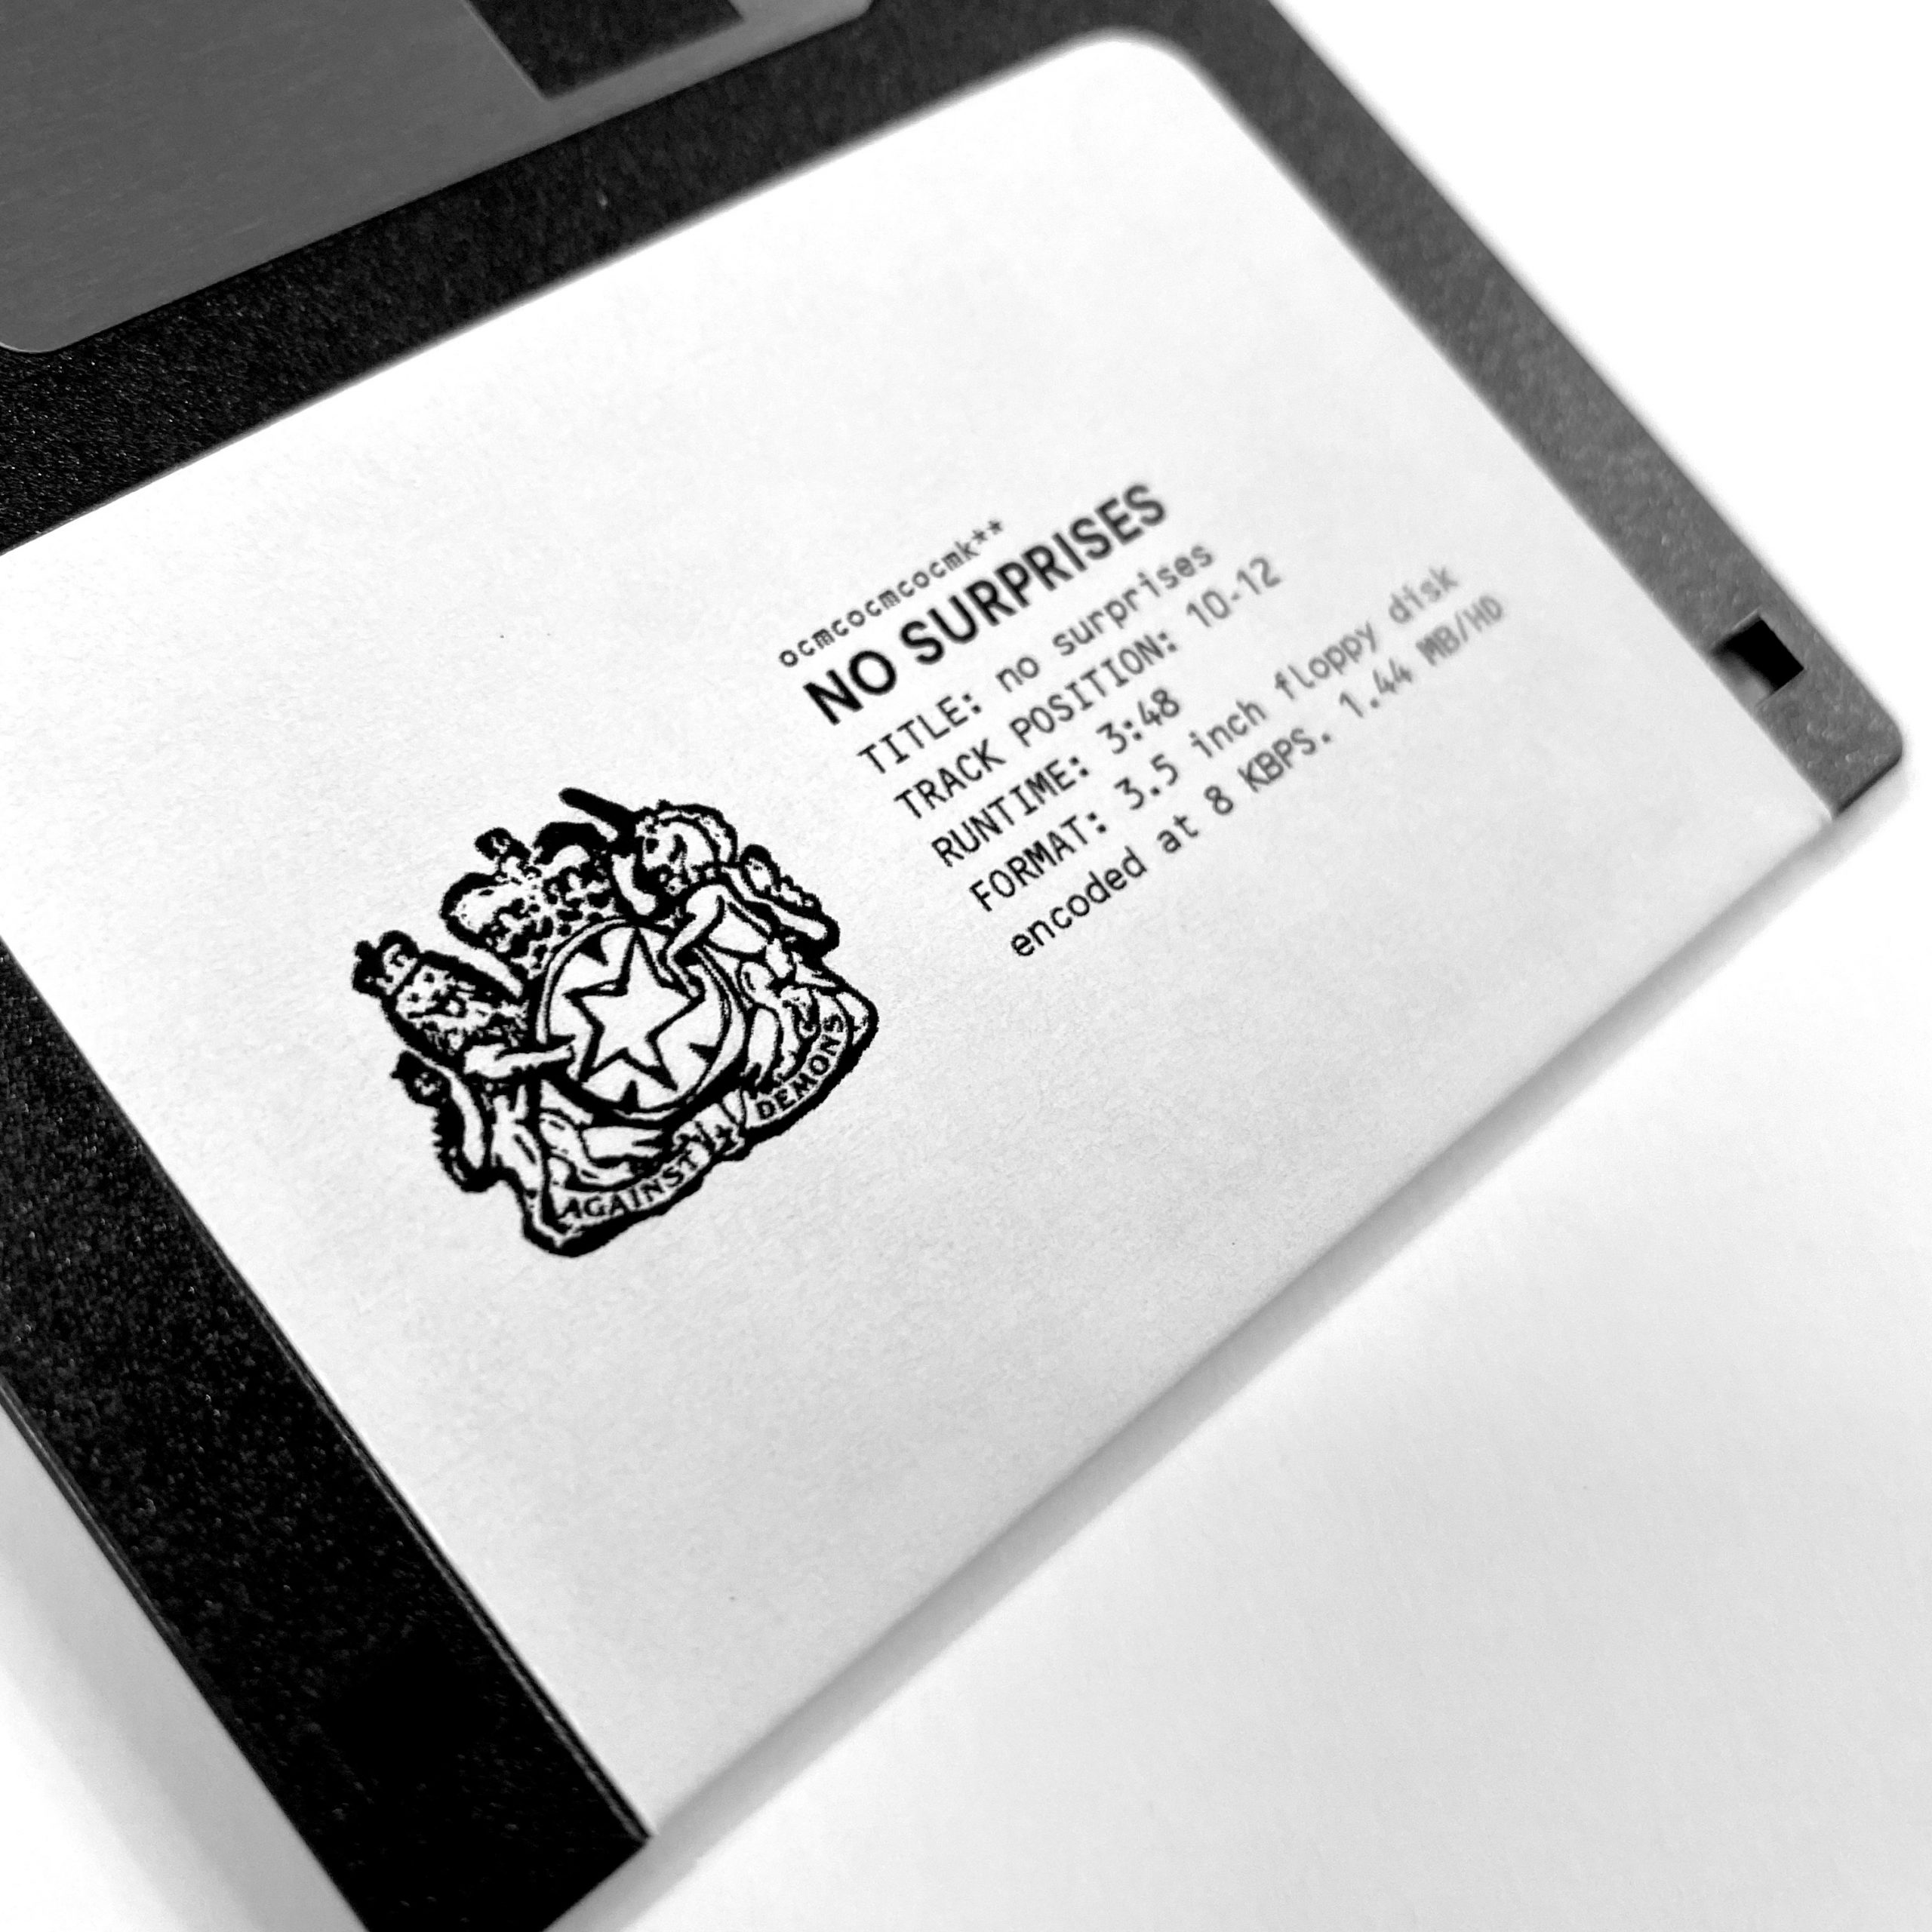 ocmcocmcocmk**
NO SURPRISES
TITLE: no surprises
TRACK POSITION: 10-12
RUNTIME: 3:48
FORMAT: 3.5 inch floppy disk
encoded at 8 KBPS. 1.44 MB/HD
AGAINST DEMONS